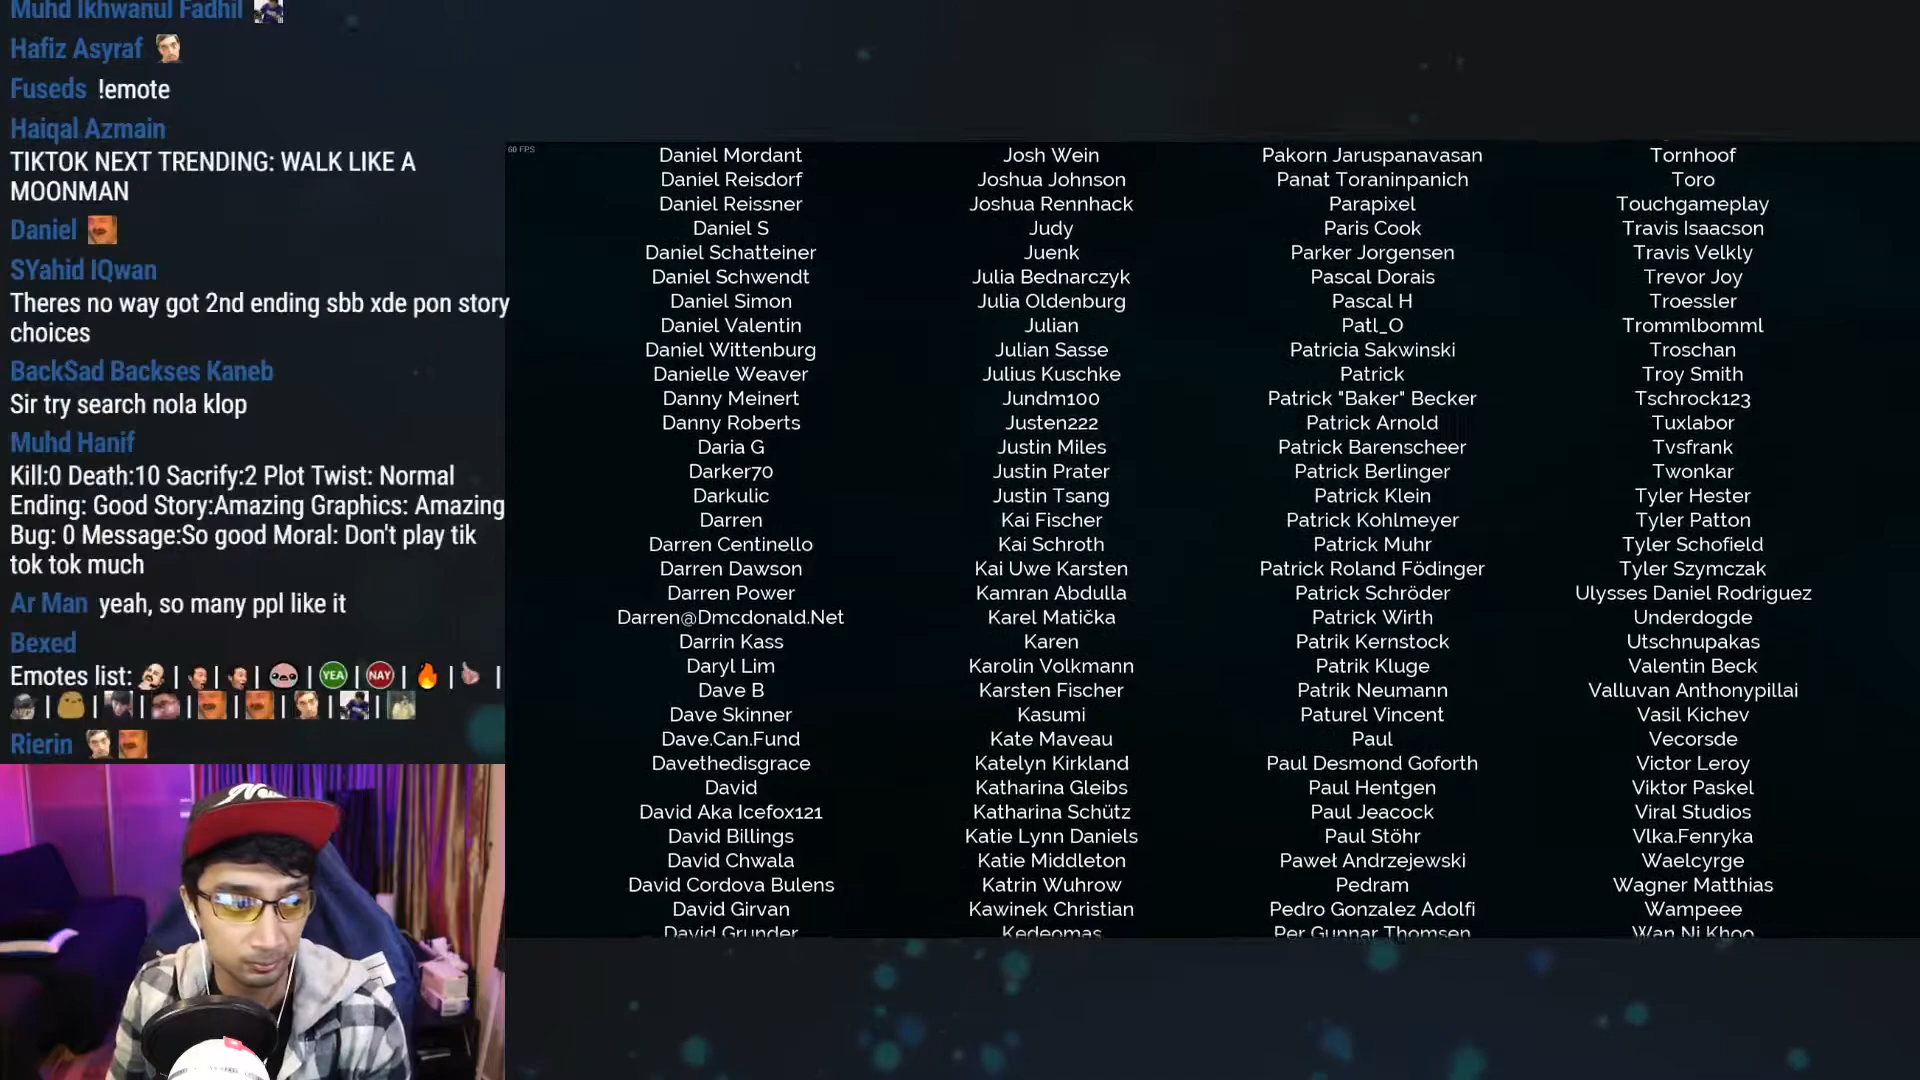 Muhd Ikhwanul Fadhil
Hafiz Asyraf
Fuseds !emote
Haiqal Azmain
TIKTOK NEXT TRENDING: WALK LIKE A
MOONMAN
Daniel
SYahid IQwan
Theres no way got 2nd ending sbb xde pon story
choices
BackSad Backses Kaneb
Sir try search nola klop
Muhd Hanif
Kill:0 Death:10 Sacrify:2 Plot Twist: Normal
Ending: Good Story:Amazing Graphics: Amazing
Bug: 0 Message:So good Moral: Don't play tik
tok tok much
Ar Man yeah, so many ppl like it
Bexed
Emotes list: | | | | YEA | NAY | | |
| | | | | | | |
Rierin
60 FPS
Daniel Mordant
Daniel Reisdorf
Daniel Reissner
Daniel S
Daniel Schatteiner
Daniel Schwendt
Daniel Simon
Daniel Valentin
Daniel Wittenburg
Danielle Weaver
Danny Meinert
Danny Roberts
Daria G
Darker70
Darkulic
Darren
Darren Centinello
Darren Dawson
Darren Power
Darren@Dmcdonald.Net
Darrin Kass
Daryl Lim
Dave B
Dave Skinner
Dave.Can.Fund
Davethedisgrace
David
David Aka Icefox121
David Billings
David Chwala
David Cordova Bulens
David Girvan
David Grunder
Josh Wein
Joshua Johnson
Joshua Rennhack
Judy
Juenk
Julia Bednarczyk
Julia Oldenburg
Julian
Julian Sasse
Julius Kuschke
Jundm100
Justen222
Justin Miles
Justin Prater
Justin Tsang
Kai Fischer
Kai Schroth
Kai Uwe Karsten
Kamran Abdulla
Karel Matička
Karen
Karolin Volkmann
Karsten Fischer
Kasumi
Kate Maveau
Katelyn Kirkland
Katharina Gleibs
Katharina Schütz
Katie Lynn Daniels
Katie Middleton
Katrin Wuhrow
Kawinek Christian
Kedeomas
Pakorn Jaruspanavasan
Panat Toraninpanich
Parapixel
Paris Cook
Parker Jorgensen
Pascal Dorais
Pascal H
Patl_O
Patricia Sakwinski
Patrick
Patrick "Baker" Becker
Patrick Arnold
Patrick Barenscheer
Patrick Berlinger
Patrick Klein
Patrick Kohlmeyer
Patrick Muhr
Patrick Roland Födinger
Patrick Schröder
Patrick Wirth
Patrik Kernstock
Patrik Kluge
Patrik Neumann
Paturel Vincent
Paul
Paul Desmond Goforth
Paul Hentgen
Paul Jeacock
Paul Stöhr
Paweł Andrzejewski
Pedram
Pedro Gonzalez Adolfi
Per Gunnar Thomsen
Tornhoof
Toro
Touchgameplay
Travis Isaacson
Travis Velkly
Trevor Joy
Troessler
Trommlbomml
Troschan
Troy Smith
Tschrock123
Tuxlabor
Tvsfrank
Twonkar
Tyler Hester
Tyler Patton
Tyler Schofield
Tyler Szymczak
Ulysses Daniel Rodriguez
Underdogde
Utschnupakas
Valentin Beck
Valluvan Anthonypillai
Vasil Kichev
Vecorsde
Victor Leroy
Viktor Paskel
Viral Studios
Vlka.Fenryka
Waelcyrge
Wagner Matthias
Wampeee
Wan Ni Khoo